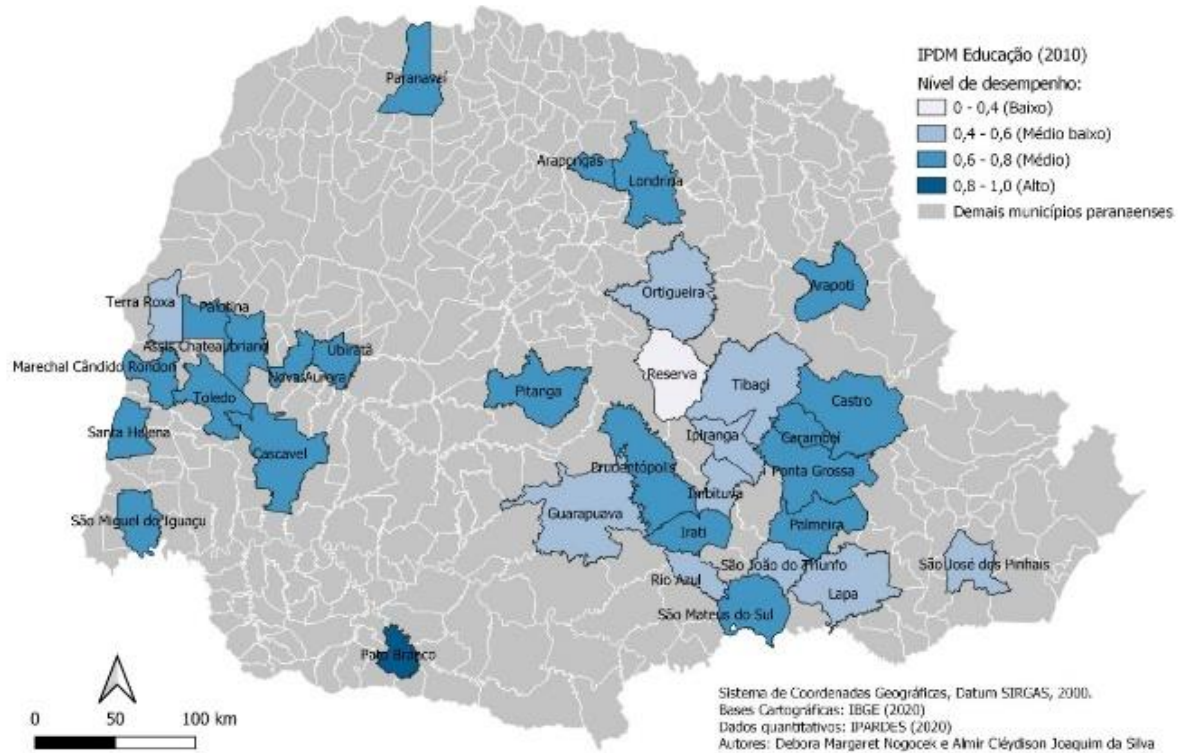 Paranavaí
Arapongas
Londrina
Ortigueira
Arapoti
Terra Roxa
Palotina
Assis Chateaubriand
Ubiratã
Marechal Cândido Rondon
Nova Aurora
Toledo
Santa Helena
Cascavel
São Miguel do Iguaçu
Pitanga
Reserva
Tibagi
Castro
Ipiranga
Carambeí
Prudentópolis
Ponta Grossa
Imbituva
Guarapuava
Irati
Palmeira
Rio Azul
São João do Triunfo
São José dos Pinhais
Lapa
São Mateus do Sul
Pato Branco
IPDM Educação (2010)
Nível de desempenho:
0 - 0,4 (Baixo)
0,4 - 0,6 (Médio baixo)
0,6 - 0,8 (Médio)
0,8 - 1,0 (Alto)
Demais municípios paranaenses
0 50 100 km
Sistema de Coordenadas Geográficas, Datum SIRGAS, 2000.
Bases Cartográficas: IBGE (2020)
Dados quantitativos: IPARDES (2020)
Autores: Debora Margaret Nogocek e Almir Cléydison Joaquim da Silva